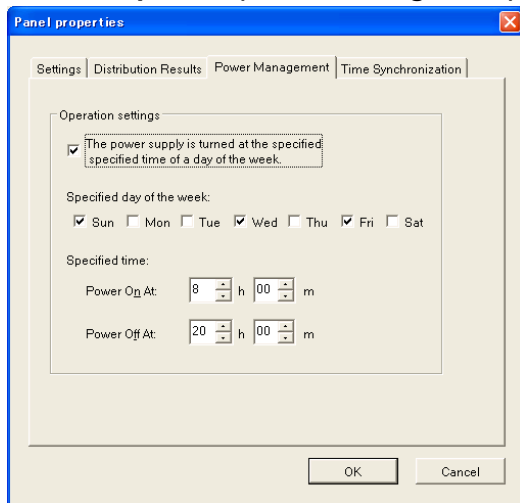 Panel properties
Settings Distribution Results Power Management Time Synchronization
Operation settings
The power supply is turned at the specified
specified time of a day of the week.
Specified day of the week:
Sun Mon Tue Wed Thu Fri Sat
Specified time:
Power On At: 8 h 00 m
Power Off At: 20 h 00 m
OK Cancel